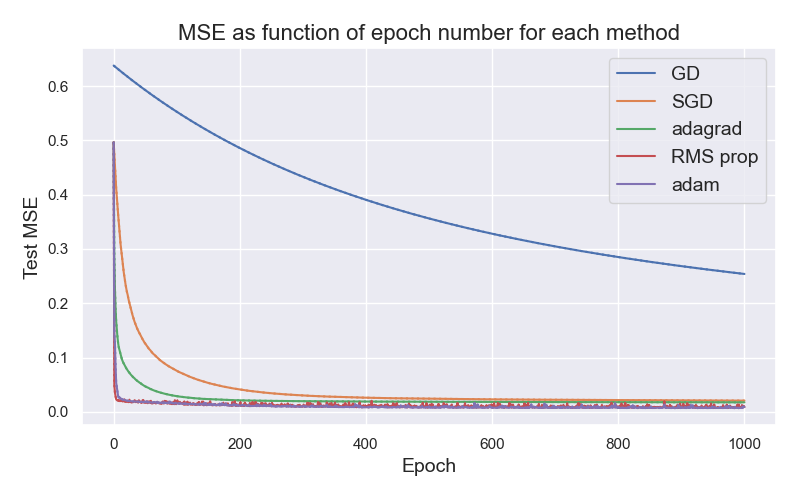 MSE as function of epoch number for each method
GD
SGD
adagrad
RMS prop
adam
Test MSE
0.6
0.5
0.4
0.3
0.2
0.1
0.0
0 200 400 600 800 1000
Epoch